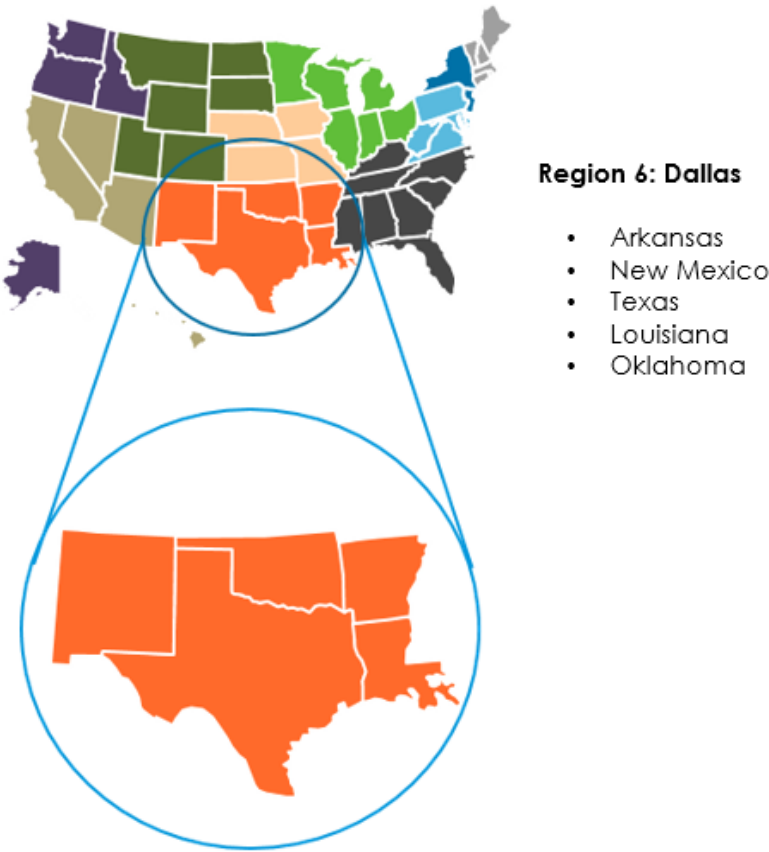 Region 6: Dallas
• Arkansas
• New Mexico
• Texas
• Louisiana
• Oklahoma